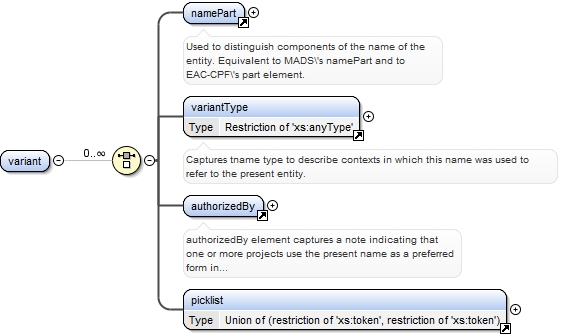 namePart
Used to distinguish components of the name of the
entity. Equivalent to MADS\'s namePart and to
EAC-CPF\'s part element.
variantType
Type Restriction of 'xs:anyType'
Captures tname type to describe contexts in which this name was used to
refer to the present entity.
variant
0..∞
authorizedBy
authorizedBy element captures a note indicating that
one or more projects use the present name as a preferred
form in...
picklist
Type Union of (restriction of 'xs:token', restriction of 'xs:token')